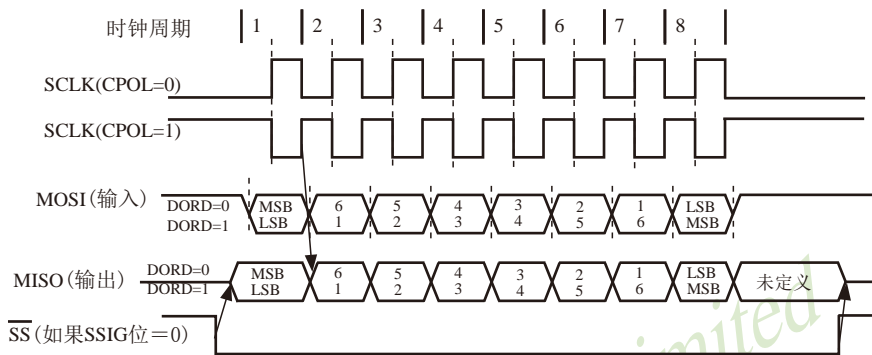 时钟周期 1 2 3 4 5 6 7 8
SCLK(CPOL=0)
SCLK(CPOL=1)
MOSI(输入) DORD=0 MSB 6 5 4 3 2 1 LSB
DORD=1 LSB 1 2 3 4 5 6 MSB
MISO(输出) DORD=0 MSB 6 5 4 3 2 1 LSB 未定义
DORD=1 LSB 1 2 3 4 5 6 MSB
SS(如果SSIG位=0)
imited